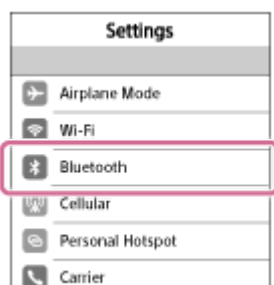 Settings
Airplane Mode
Wi-Fi
Bluetooth
Cellular
Personal Hotspot
Carrier